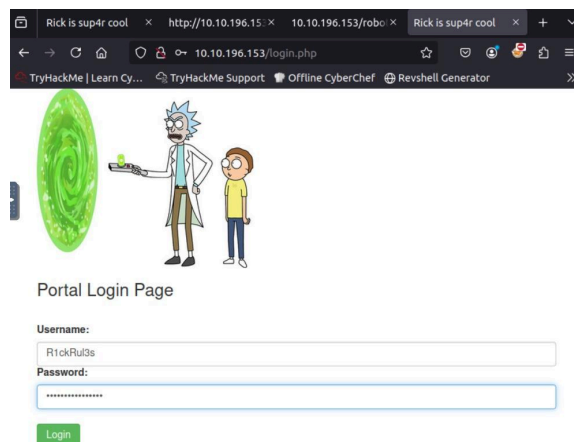 Rick is sup4r cool × http://10.10.196.15 × 10.10.196.153/robo × Rick is sup4r cool × +
10.10.196.153/login.php
TryHackMe | Learn Cy... TryHackMe Support Offline CyberChef Revshell Generator
Portal Login Page
Username:
R1ckRul3s
Password:
••••••••••••••••
Login